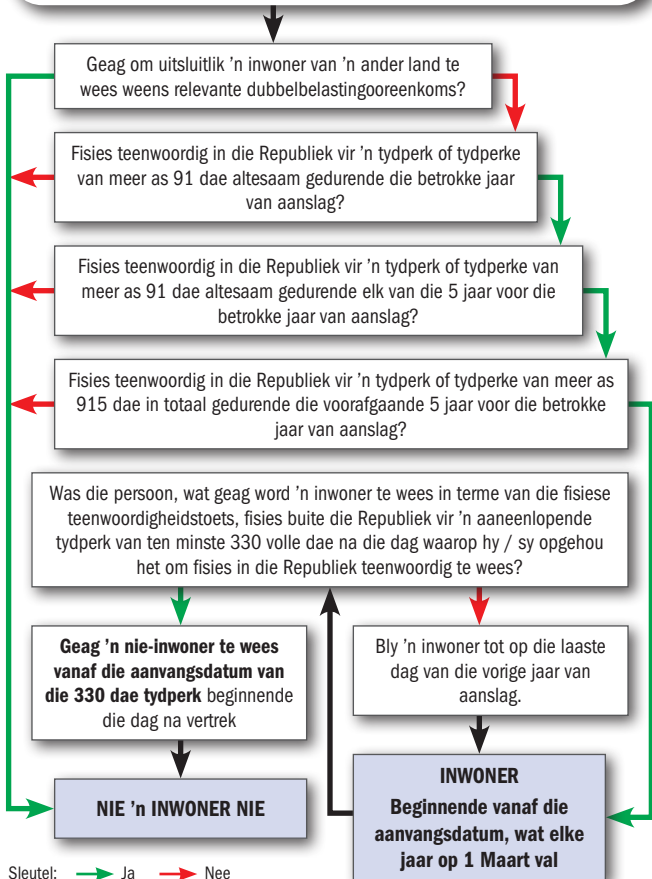 Geag om uitsluitlik ’n inwoner van ’n ander land te
wees weens relevante dubbelbelastingooreenkoms?
Fisies teenwoordig in die Republiek vir ’n tydperk of tydperke
van meer as 91 dae altesaam gedurende die betrokke jaar
van aanslag?
Fisies teenwoordig in die Republiek vir ’n tydperk of tydperke van
meer as 91 dae altesaam gedurende elk van die 5 jaar voor die
betrokke jaar van aanslag?
Fisies teenwoordig in die Republiek vir ’n tydperk of tydperke van meer as
915 dae in totaal gedurende die voorafgaande 5 jaar voor die betrokke
jaar van aanslag?
Was die persoon, wat geag word ’n inwoner te wees in terme van die fisiese
teenwoordigheidstoets, fisies buite die Republiek vir ’n aaneenlopende
tydperk van ten minste 330 volle dae na die dag waarop hy / sy opgehou
het om fisies in die Republiek teenwoordig te wees?
Geag ’n nie-inwoner te wees
vanaf die aanvangsdatum van
die 330 dae tydperk beginnende
die dag na vertrek
Bly ’n inwoner tot op die laaste
dag van die vorige jaar van
aanslag.
NIE ’n INWONER NIE
INWONER
Beginnende vanaf die
aanvangsdatum, wat elke
jaar op 1 Maart val
Sleutel: Ja Nee